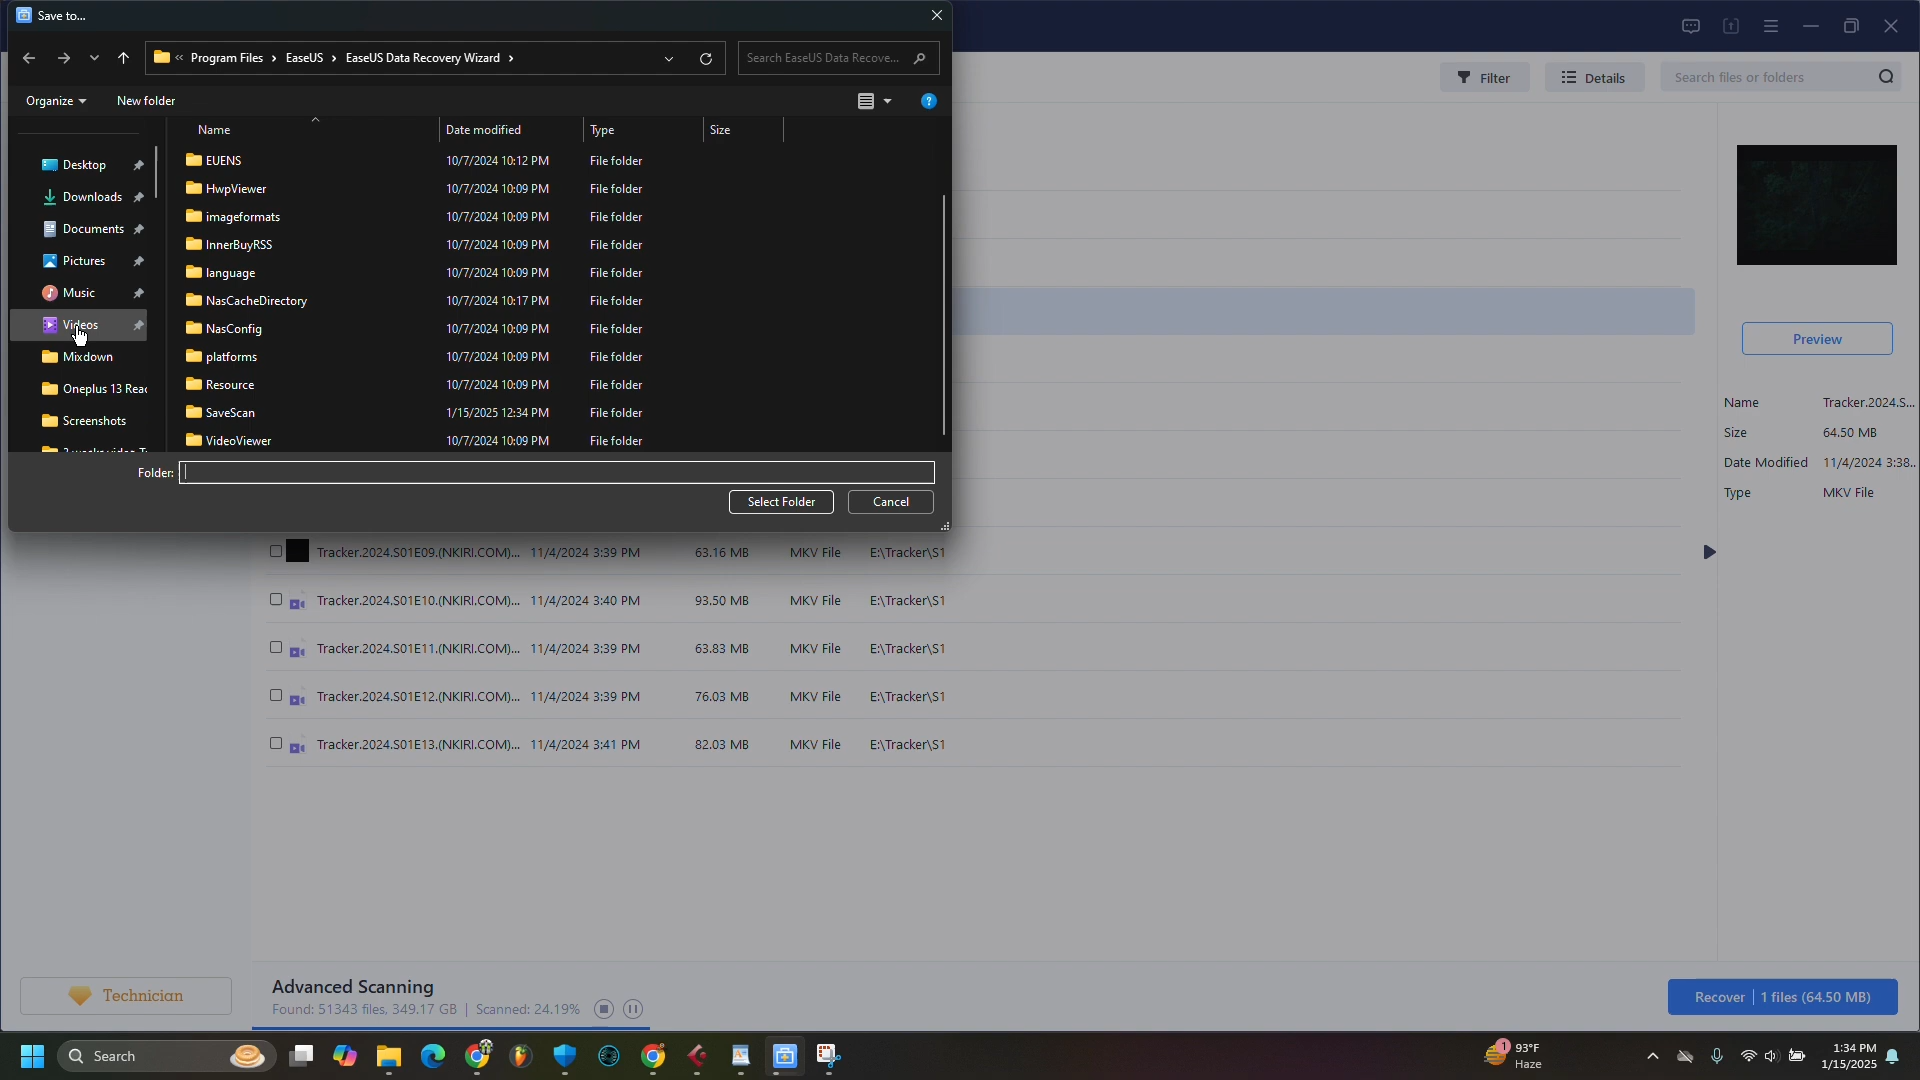 Save to...
« Program Files › EaseUS › EaseUS Data Recovery Wizard ›
Search EaseUS Data Recove...
Organize
New folder
Name Date modified Type Size
EUENS 10/7/2024 10:12 PM File folder
HwpViewer 10/7/2024 10:09 PM File folder
imageformats 10/7/2024 10:09 PM File folder
InnerBuyRSS 10/7/2024 10:09 PM File folder
language 10/7/2024 10:09 PM File folder
NasCacheDirectory 10/7/2024 10:17 PM File folder
NasConfig 10/7/2024 10:09 PM File folder
platforms 10/7/2024 10:09 PM File folder
Resource 10/7/2024 10:09 PM File folder
SaveScan 1/15/2025 12:34 PM File folder
VideoViewer 10/7/2024 10:09 PM File folder
Desktop
Downloads
Documents
Pictures
Music
Videos
Mixdown
Oneplus 13 Reac
Screenshots
Folder:
Select Folder
Cancel
Filter
Details
Search files or folders
Preview
Name Tracker.2024.S...
Size 64.50 MB
Date Modified 11/4/2024 3:38..
Type MKV File
Tracker.2024.S01E09.(NKIRI.COM)... 11/4/2024 3:39 PM 63.16 MB MKV File E:\Tracker\S1
Tracker.2024.S01E10.(NKIRI.COM)... 11/4/2024 3:40 PM 93.50 MB MKV File E:\Tracker\S1
Tracker.2024.S01E11.(NKIRI.COM)... 11/4/2024 3:39 PM 63.83 MB MKV File E:\Tracker\S1
Tracker.2024.S01E12.(NKIRI.COM)... 11/4/2024 3:39 PM 76.03 MB MKV File E:\Tracker\S1
Tracker.2024.S01E13.(NKIRI.COM)... 11/4/2024 3:41 PM 82.03 MB MKV File E:\Tracker\S1
Technician
Advanced Scanning
Found: 51343 files, 349.17 GB | Scanned: 24.19%
Recover | 1 files (64.50 MB)
Search
1
93°F
Haze
1:34 PM
1/15/2025